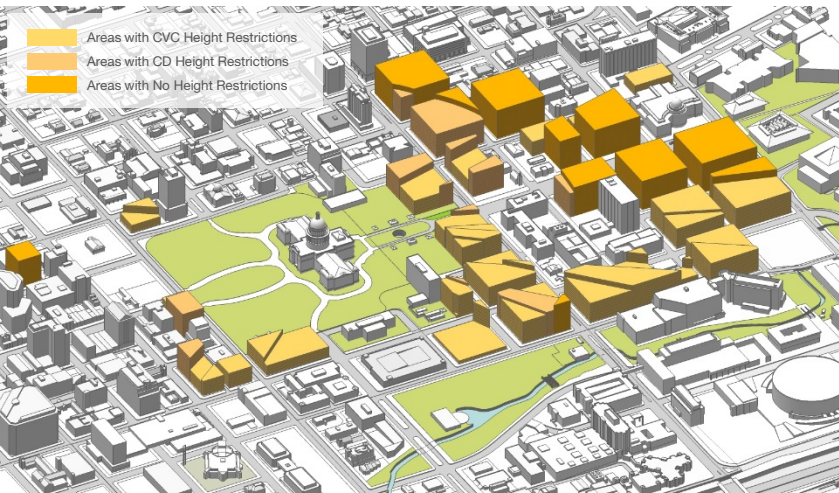 Areas with CVC Height Restrictions
Areas with CD Height Restrictions
Areas with No Height Restrictions